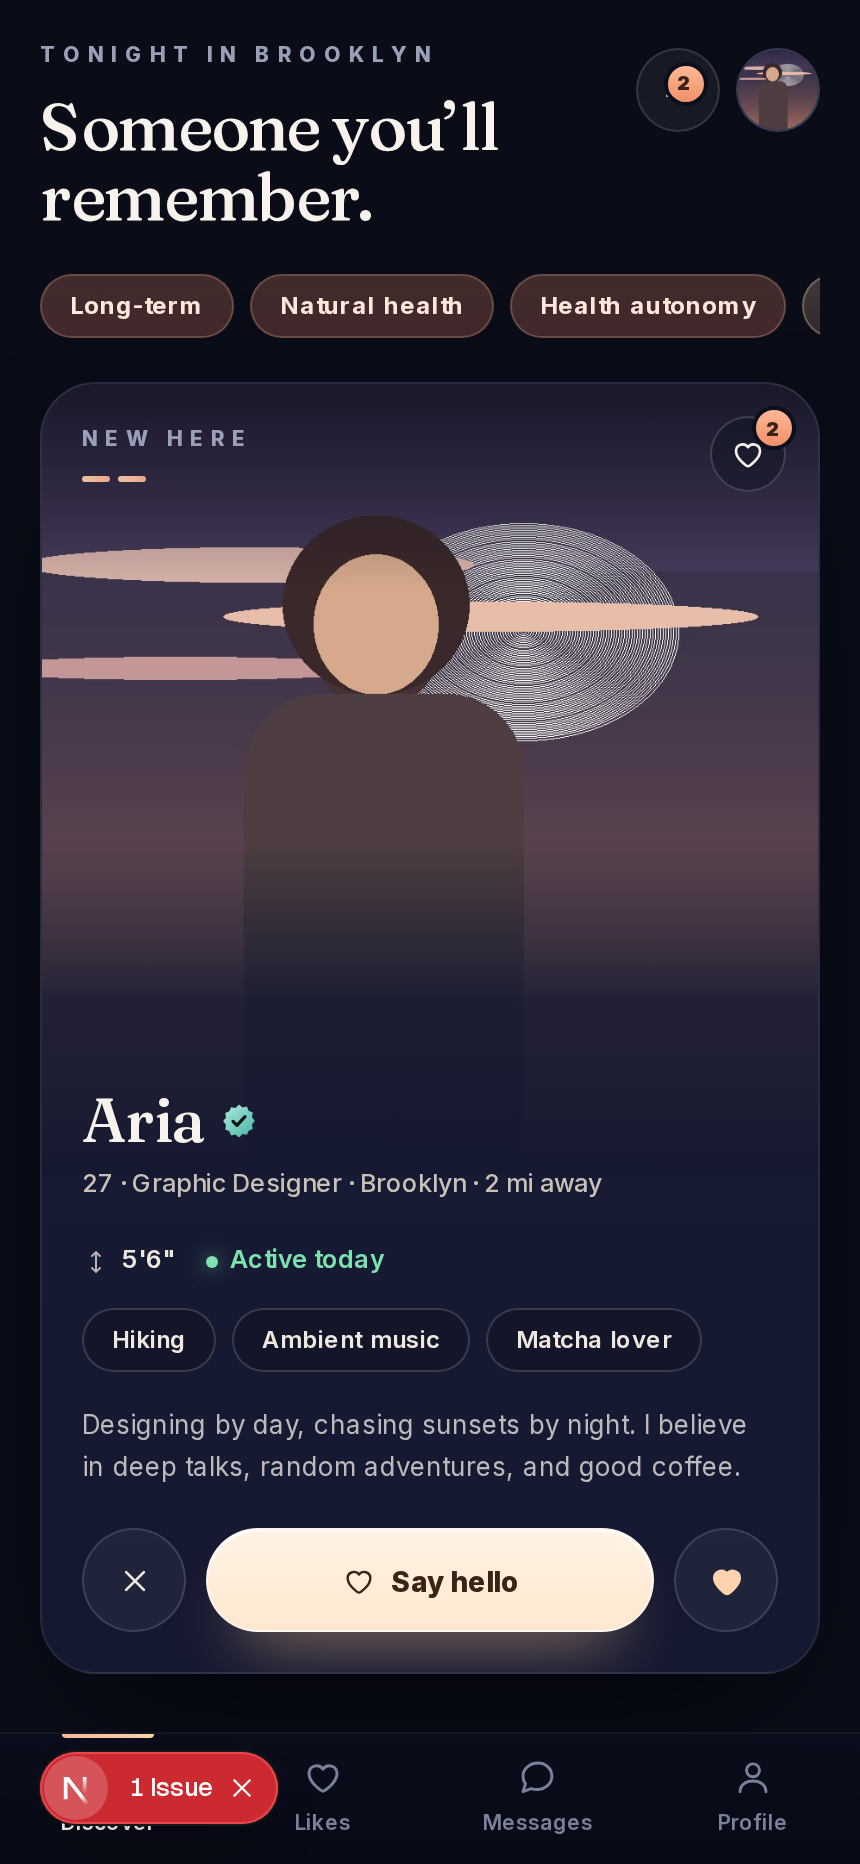 TONIGHT IN BROOKLYN
2
Someone you’ll
remember.
Long-term
Natural health
Health autonomy
NEW HERE
2
Aria
27 · Graphic Designer · Brooklyn · 2 mi away
5'6"
Active today
Hiking
Ambient music
Matcha lover
Designing by day, chasing sunsets by night. I believe
in deep talks, random adventures, and good coffee.
Say hello
N
1 Issue
Discover
Likes
Messages
Profile